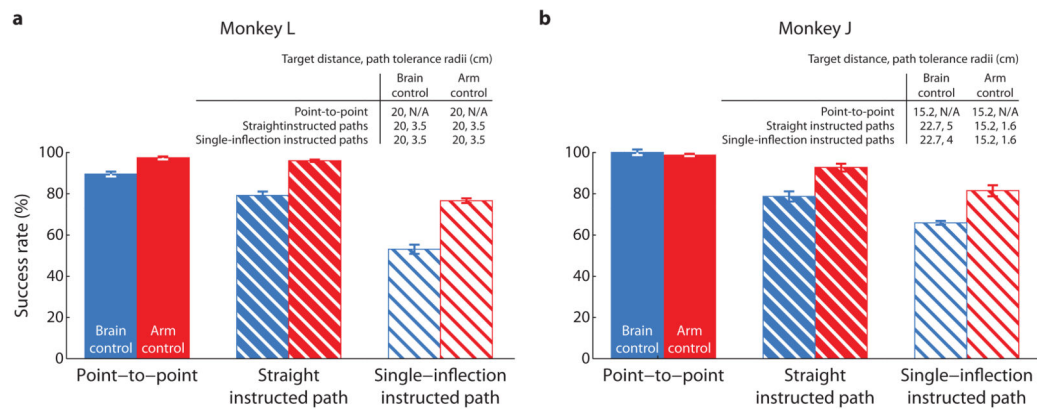 a
Monkey L
Target distance, path tolerance radii (cm)
Brain control
Arm control
Point-to-point 20, N/A 20, N/A
Straightinstructed paths 20, 3.5 20, 3.5
Single-inflection instructed paths 20, 3.5 20, 3.5
Success rate (%)
100
80
60
40
20
0
Brain control
Arm control
Point−to−point
Straight instructed path
Single−inflection instructed path
b
Monkey J
Target distance, path tolerance radii (cm)
Brain control
Arm control
Point-to-point 15.2, N/A 15.2, N/A
Straight instructed paths 22.7, 5 15.2, 1.6
Single-inflection instructed paths 22.7, 4 15.2, 1.6
100
80
60
40
20
0
Brain control
Arm control
Point−to−point
Straight instructed path
Single−inflection instructed path